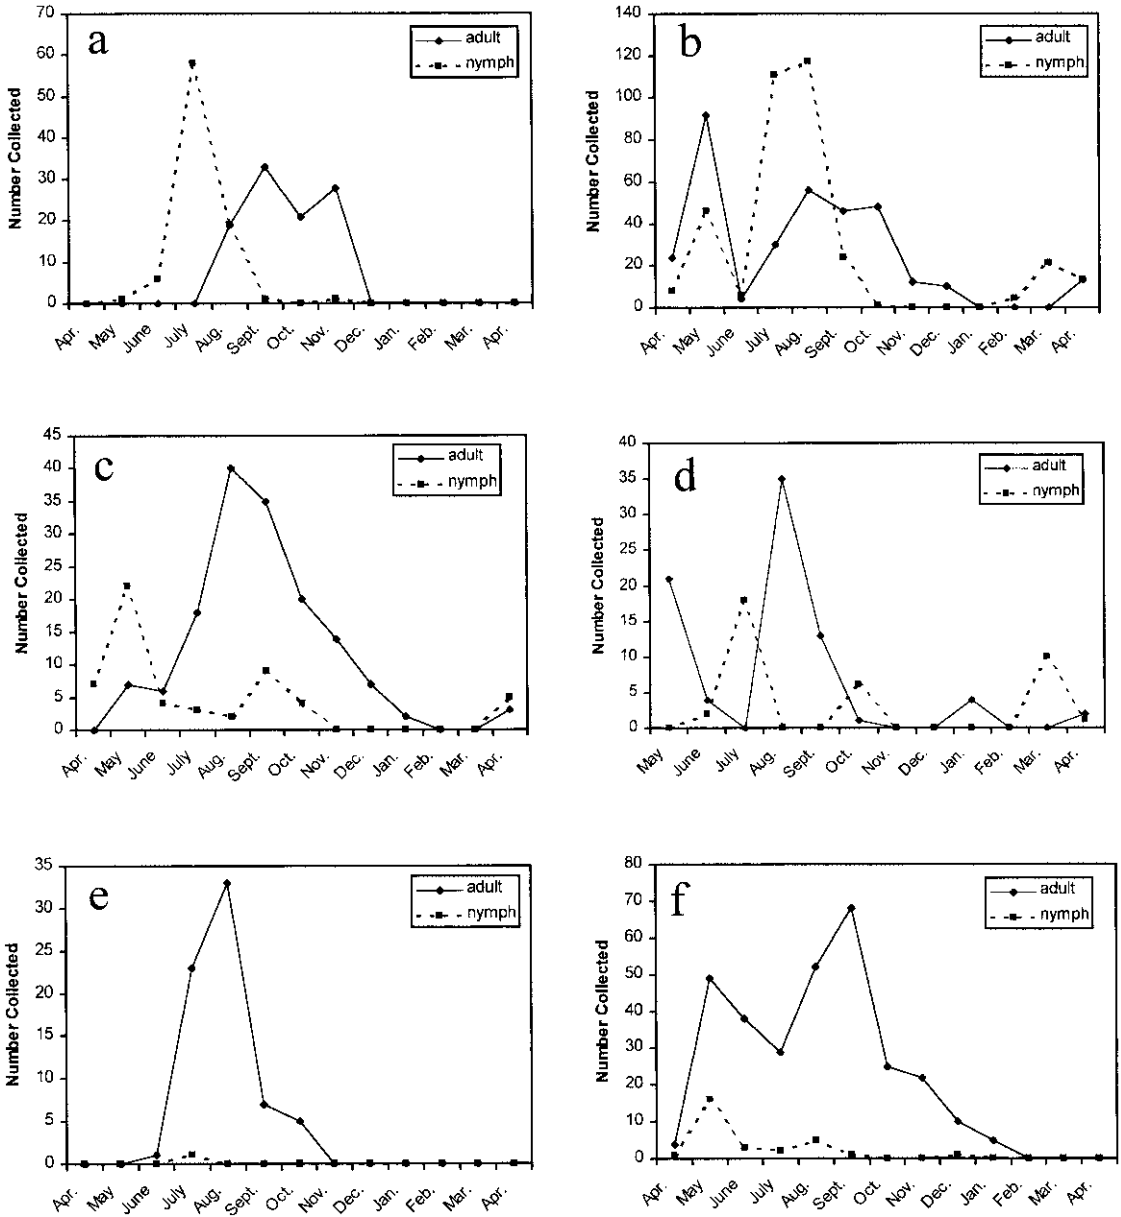 a
adult
nymph
Number Collected
70
60
50
40
30
20
10
0
Apr. May June July Aug. Sept. Oct. Nov. Dec. Jan. Feb. Mar. Apr.
b
adult
nymph
Number Collected
140
120
100
80
60
40
20
0
Apr. May June July Aug. Sept. Oct. Nov. Dec. Jan. Feb. Mar. Apr.
c
adult
nymph
Number Collected
45
40
35
30
25
20
15
10
5
0
Apr. May June July Aug. Sept. Oct. Nov. Dec. Jan. Feb. Mar. Apr.
d
adult
nymph
Number Collected
40
35
30
25
20
15
10
5
0
May June July Aug. Sept. Oct. Nov. Dec. Jan. Feb. Mar. Apr.
e
adult
nymph
Number Collected
35
30
25
20
15
10
5
0
Apr. May June July Aug. Sept. Oct. Nov. Dec. Jan. Feb. Mar. Apr.
f
adult
nymph
Number Collected
80
70
60
50
40
30
20
10
0
Apr. May June July Aug. Sept. Oct. Nov. Dec. Jan. Feb. Mar. Apr.